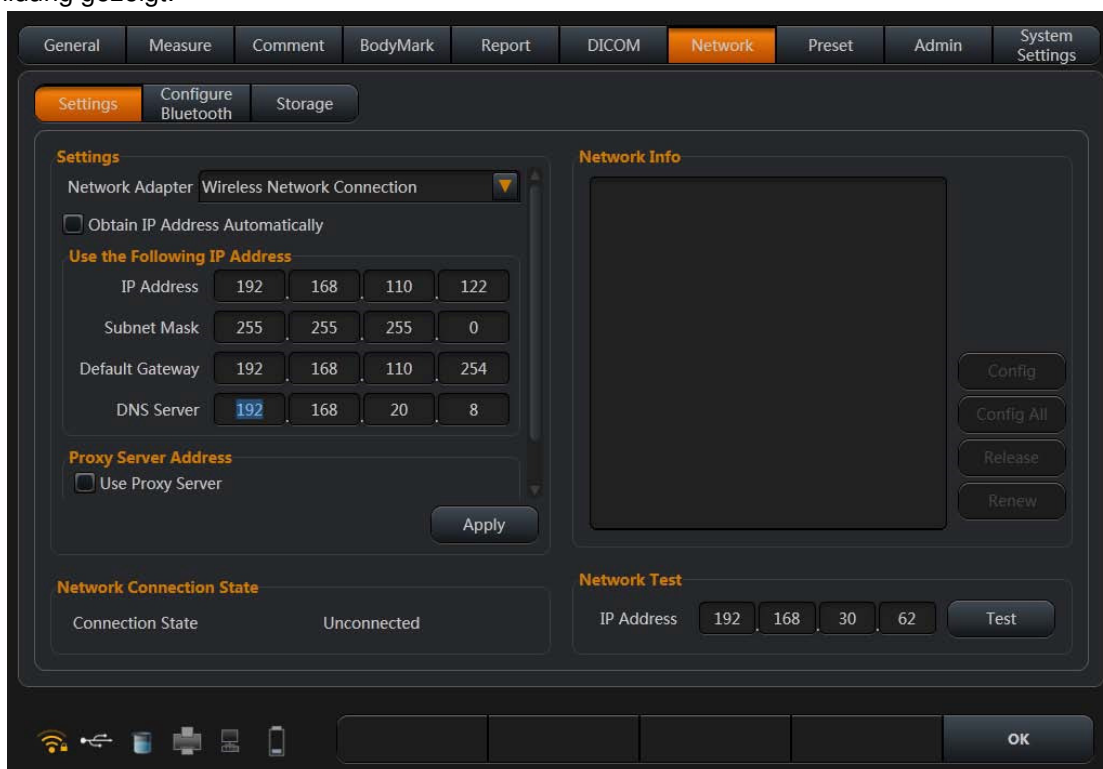 gezeigt.
General Measure Comment BodyMark Report DICOM Network Preset Admin System Settings
Settings Configure Bluetooth Storage
Settings
Network Adapter Wireless Network Connection
Obtain IP Address Automatically
Use the Following IP Address
IP Address 192 . 168 . 110 . 122
Subnet Mask 255 . 255 . 255 . 0
Default Gateway 192 . 168 . 110 . 254
DNS Server 192 . 168 . 20 . 8
Proxy Server Address
Use Proxy Server
Apply
Network Info
Config
Config All
Release
Renew
Network Connection State
Connection State Unconnected
Network Test
IP Address 192 . 168 . 30 . 62 Test
OK